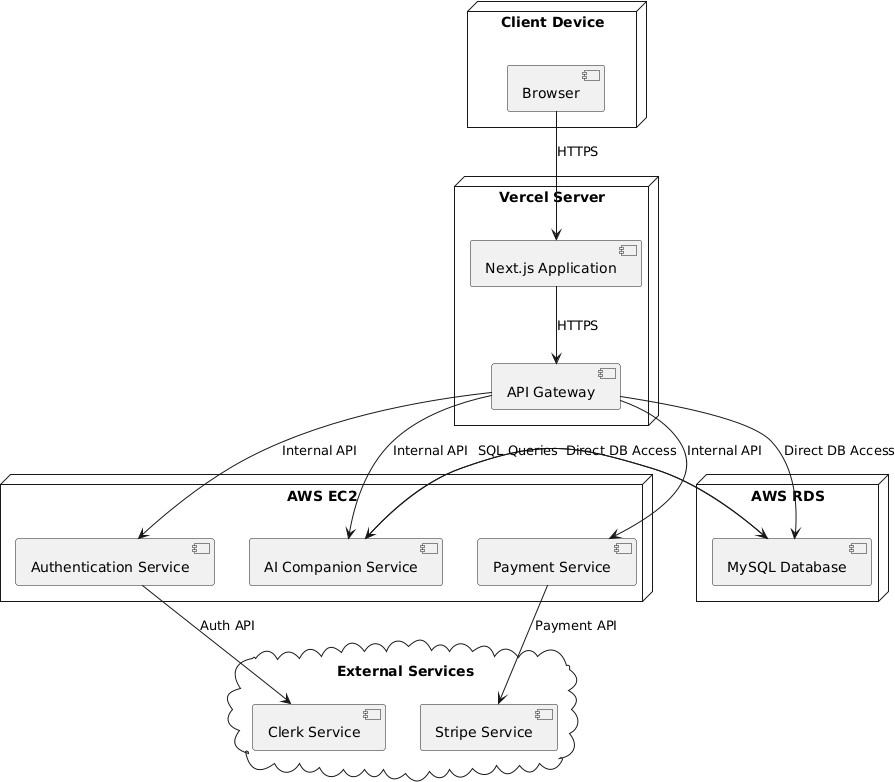 Client Device
Browser
HTTPS
Vercel Server
Next.js Application
HTTPS
API Gateway
Internal API
Internal API
SQL Queries
Direct DB Access
Internal API
Direct DB Access
AWS EC2
AWS RDS
Authentication Service
AI Companion Service
Payment Service
MySQL Database
Auth API
Payment API
External Services
Clerk Service
Stripe Service